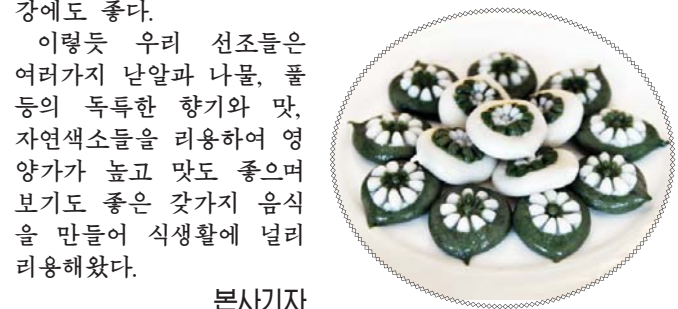 강에도 좋다.
이렇듯 우리 선조들은
여러가지 낟알과 나물, 풀
등의 독특한 향기와 맛,
자연색소들을 리용하여 영
양가가 높고 맛도 좋으며
보기도 좋은 갖가지 음식
을 만들어 식생활에 널리
리용해왔다.
본사기자